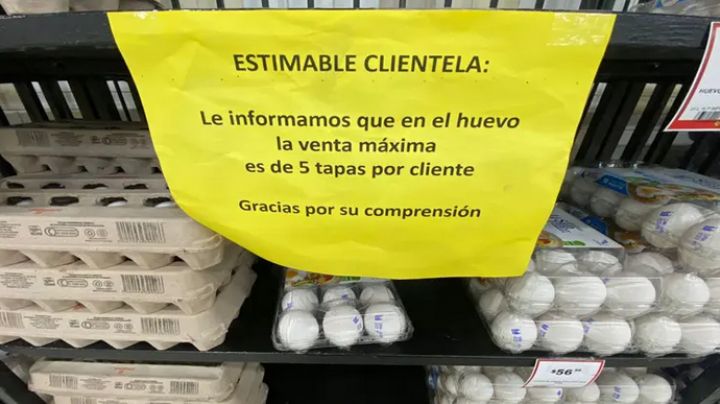 ESTIMABLE CLIENTELA:
Le informamos que en el huevo
la venta máxima
es de 5 tapas por cliente
Gracias por su comprensión
HUEVO
$56